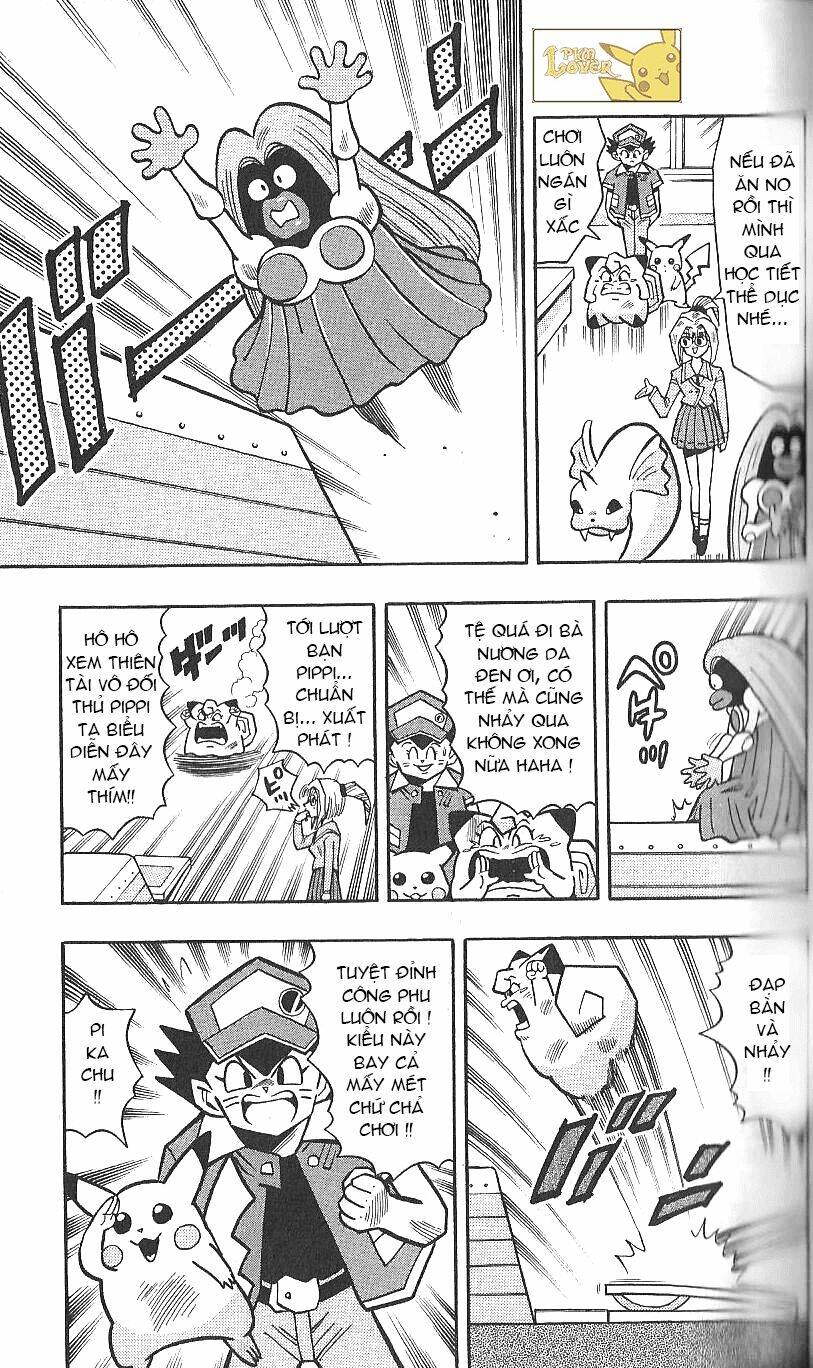 PKM
LOVER
NẾU ĐÃ
ĂN NO
RỒI THÌ
MÌNH
QUA
HỌC TIẾT
THỂ DỤC
NHÉ...
CHƠI
LUÔN
NGÁN
GÌ
XẤC
TỆ QUÁ ĐI BÀ
NƯƠNG DA
ĐEN ƠI, CÓ
THẾ MÀ CŨNG
NHẢY QUA
KHÔNG XONG
NỮA HAHA !
TỚI LƯỢT
BẠN
PIPPI...
CHUẨN
BỊ... XUẤT
PHÁT !
ピピッ
HÔ HÔ
XEM THIÊN
TÀI VÔ ĐỐI
THỦ PIPPI
TA BIỂU
DIỄN ĐÂY
MẤY
THÍM!!
ĐẠP
BÀN
VÀ
NHẢY
!!
TUYỆT ĐỈNH
CÔNG PHU
LUÔN RỒI !
KIỂU NÀY
BAY CẢ
MẤY MÉT
CHỨ CHẢ
CHƠI !!
PI
KA
CHU
!!